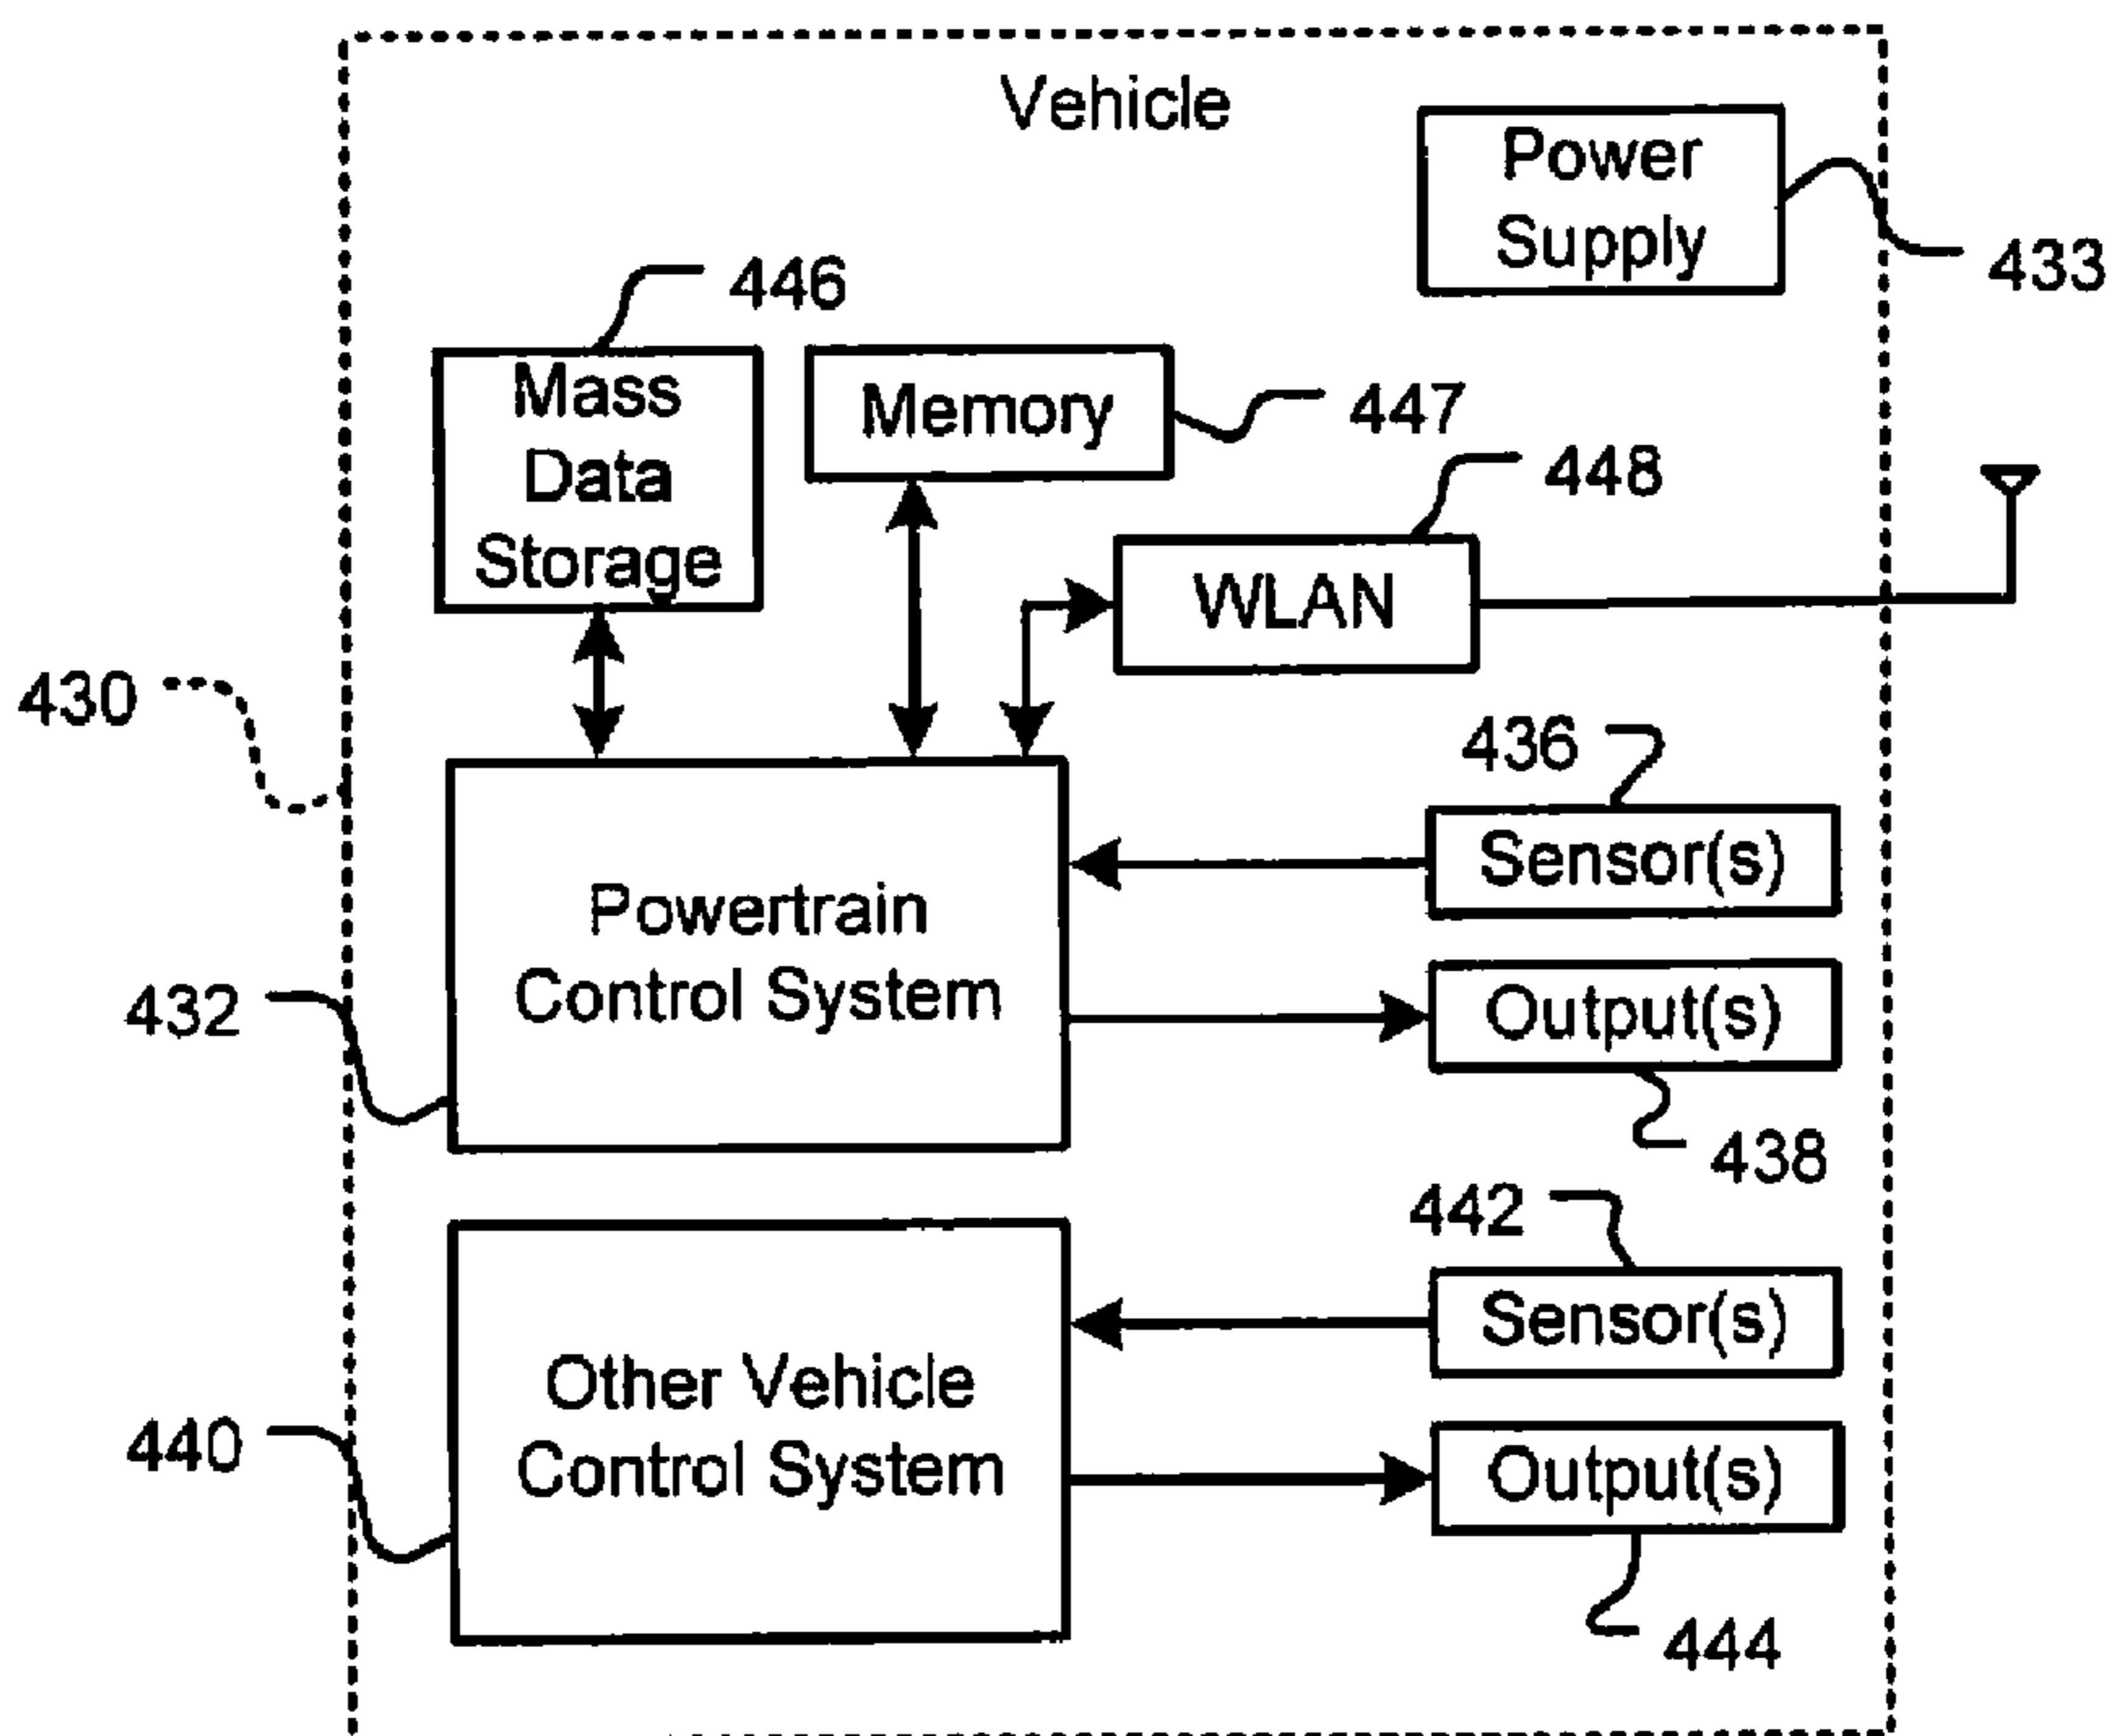 Vehicle
Power
Supply
433
446
Mass
Data
Storage
Memory
447
448
WLAN
430
436
Sensor(s)
Powertrain
Control System
432
Output(s)
438
442
Sensor(s)
Other Vehicle
Control System
440
Output(s)
444